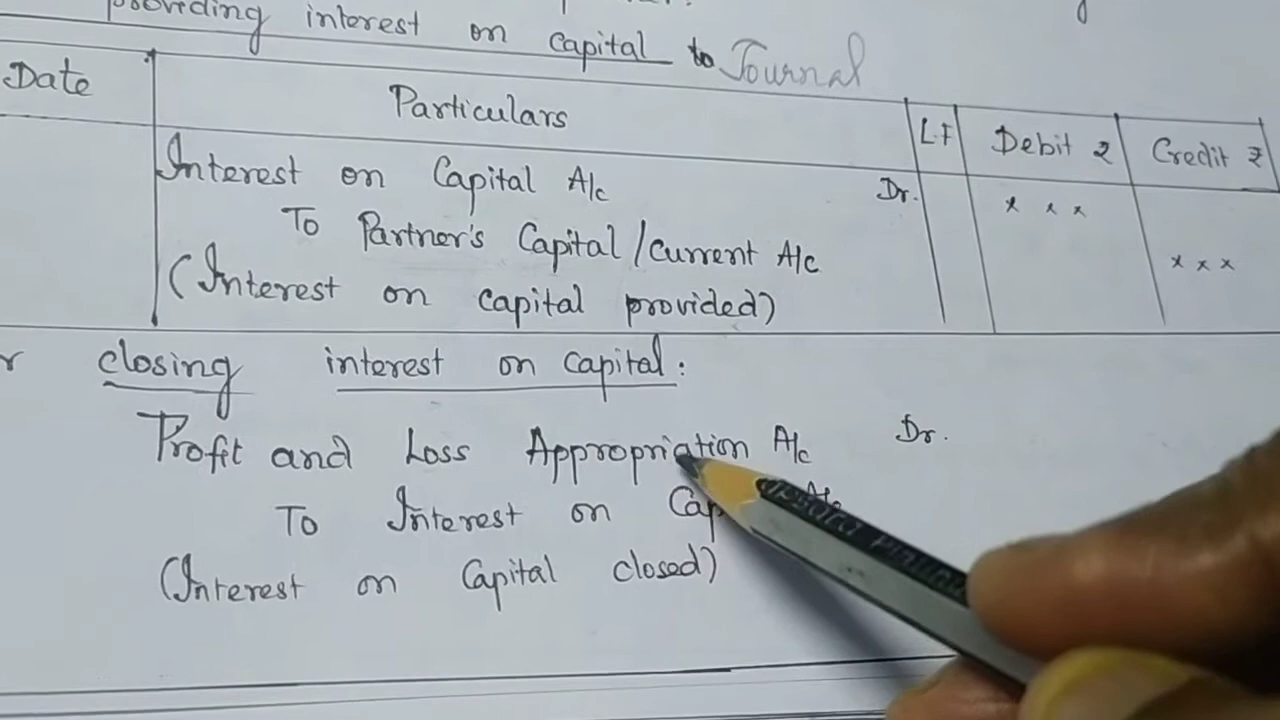 providing interest on capital to Journal
Date Particulars L.F Debit ₹ Credit ₹
Interest on Capital A/c Dr. x x x
To Partner's Capital/Current A/c x x x
(Interest on capital provided)
closing interest on capital:
Profit and Loss Appropriation A/c Dr.
To Interest on Cap A/c
(Interest on Capital closed)